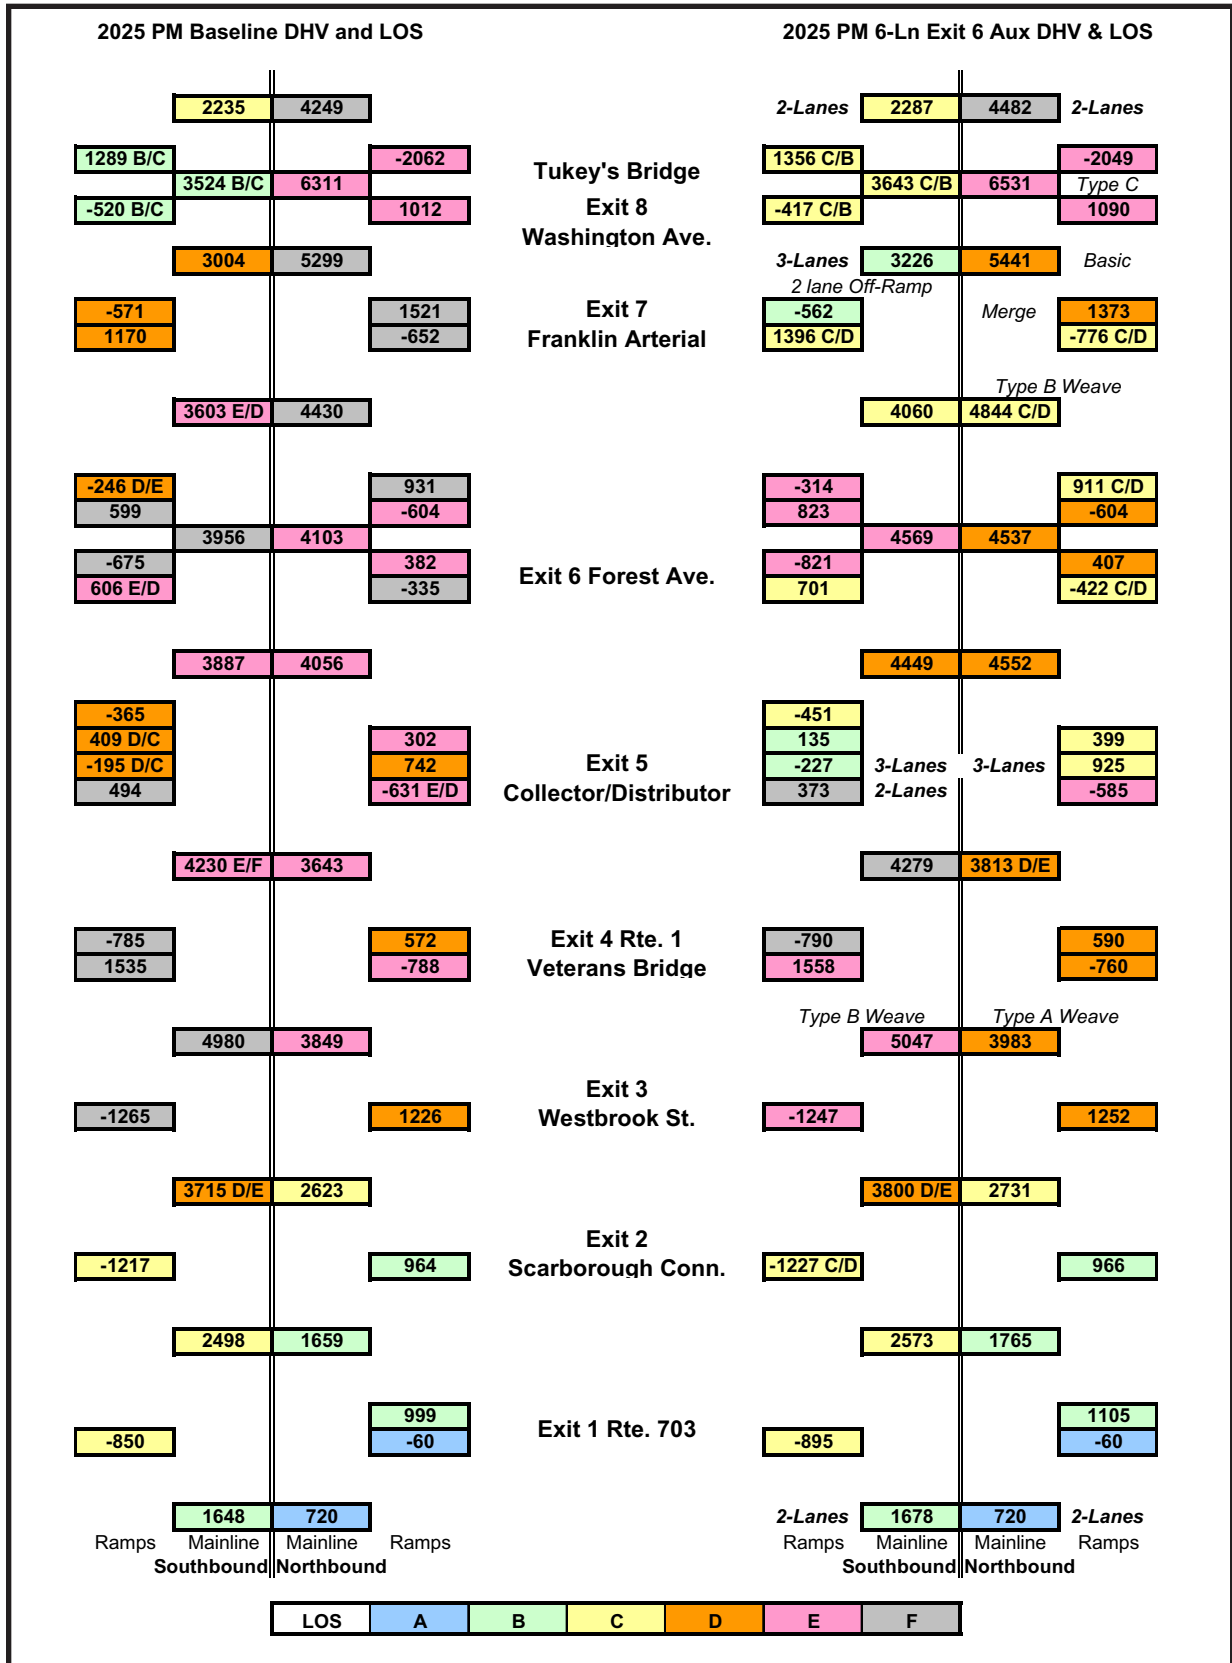 2025 PM Baseline DHV and LOS 2025 PM 6-Ln Exit 6 Aux DHV & LOS
2235 4249 2-Lanes 2287 4482 2-Lanes
1289 B/C -2062 1356 C/B -2049
Tukey's Bridge
3524 B/C 6311 3643 C/B 6531 Type C
-520 B/C 1012 Exit 8 -417 C/B 1090
Washington Ave.
3004 5299 3-Lanes 3226 5441 Basic
2 lane Off-Ramp
-571 1521 Exit 7 -562 Merge 1373
1170 -652 Franklin Arterial 1396 C/D -776 C/D
Type B Weave
3603 E/D 4430 4060 4844 C/D
-246 D/E 931 -314 911 C/D
599 -604 823 -604
3956 4103 4569 4537
-675 382 Exit 6 Forest Ave. -821 407
606 E/D -335 701 -422 C/D
3887 4056 4449 4552
-365 -451
409 D/C 302 135 399
-195 D/C 742 Exit 5 -227 3-Lanes 3-Lanes 925
494 -631 E/D Collector/Distributor 373 2-Lanes -585
4230 E/F 3643 4279 3813 D/E
-785 572 Exit 4 Rte. 1 -790 590
1535 -788 Veterans Bridge 1558 -760
Type B Weave Type A Weave
4980 3849 5047 3983
Exit 3
-1265 1226 Westbrook St. -1247 1252
3715 D/E 2623 3800 D/E 2731
Exit 2
-1217 964 Scarborough Conn. -1227 C/D 966
2498 1659 2573 1765
999 1105
-850 -60 Exit 1 Rte. 703 -895 -60
1648 720 2-Lanes 1678 720 2-Lanes
Ramps Mainline Mainline Ramps Ramps Mainline Mainline Ramps
Southbound Northbound Southbound Northbound
LOS A B C D E F